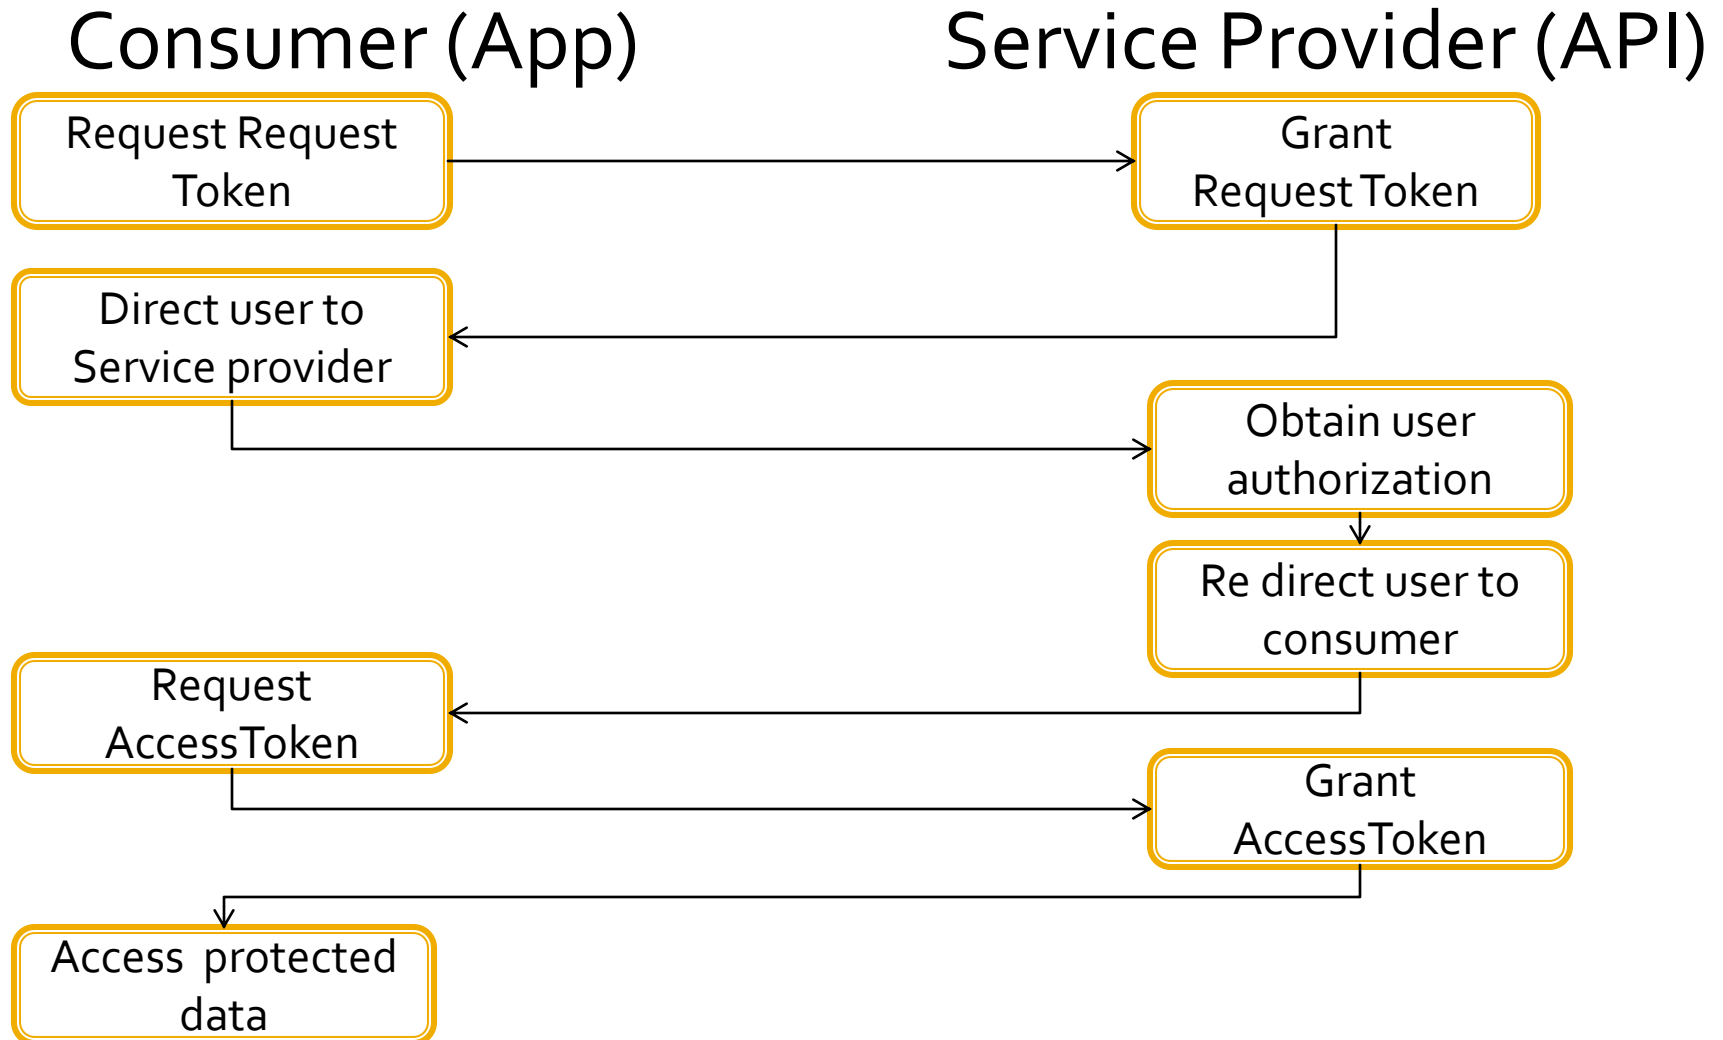 Consumer (App)
Service Provider (API)
Request Request
Token
Grant
Request Token
Direct user to
Service provider
Obtain user
authorization
Re direct user to
consumer
Request
AccessToken
Grant
AccessToken
Access  protected
data